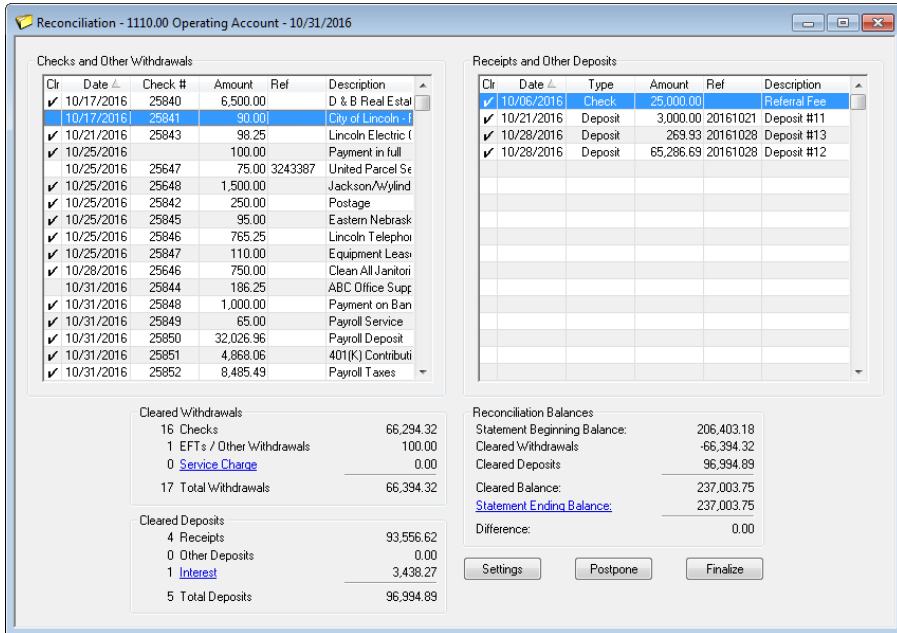 Reconciliation - 1110.00 Operating Account - 10/31/2016
Checks and Other Withdrawals
Clr Date Check # Amount Ref Description
10/17/2016 25840 6,500.00 D & B Real Estat
10/17/2016 25841 90.00 City of Lincoln -
10/21/2016 25843 98.25 Lincoln Electric (
10/25/2016 100.00 Payment in full
10/25/2016 25647 75.00 3243387 United Parcel Se
10/25/2016 25648 1,500.00 Jackson/Wylind
10/25/2016 25842 250.00 Postage
10/25/2016 25845 95.00 Eastern Nebrask
10/25/2016 25846 765.25 Lincoln Telephor
10/25/2016 25847 110.00 Equipment Leas
10/28/2016 25646 750.00 Clean All Janitori
10/31/2016 25844 186.25 ABC Office Supp
10/31/2016 25848 1,000.00 Payment on Ban
10/31/2016 25849 65.00 Payroll Service
10/31/2016 25850 32,026.96 Payroll Deposit
10/31/2016 25851 4,868.06 401(K) Contributi
10/31/2016 25852 8,485.49 Payroll Taxes
Receipts and Other Deposits
Clr Date Type Amount Ref Description
10/06/2016 Check 25,000.00 Referral Fee
10/21/2016 Deposit 3,000.00 20161021 Deposit #11
10/28/2016 Deposit 269.93 20161028 Deposit #13
10/28/2016 Deposit 65,286.69 20161028 Deposit #12
Cleared Withdrawals
16 Checks 66,294.32
1 EFTs / Other Withdrawals 100.00
0 Service Charge 0.00
17 Total Withdrawals 66,394.32
Cleared Deposits
4 Receipts 93,556.62
0 Other Deposits 0.00
1 Interest 3,438.27
5 Total Deposits 96,994.89
Reconciliation Balances
Statement Beginning Balance: 206,403.18
Cleared Withdrawals -66,394.32
Cleared Deposits 96,994.89
Cleared Balance: 237,003.75
Statement Ending Balance: 237,003.75
Difference: 0.00
Settings Postpone Finalize